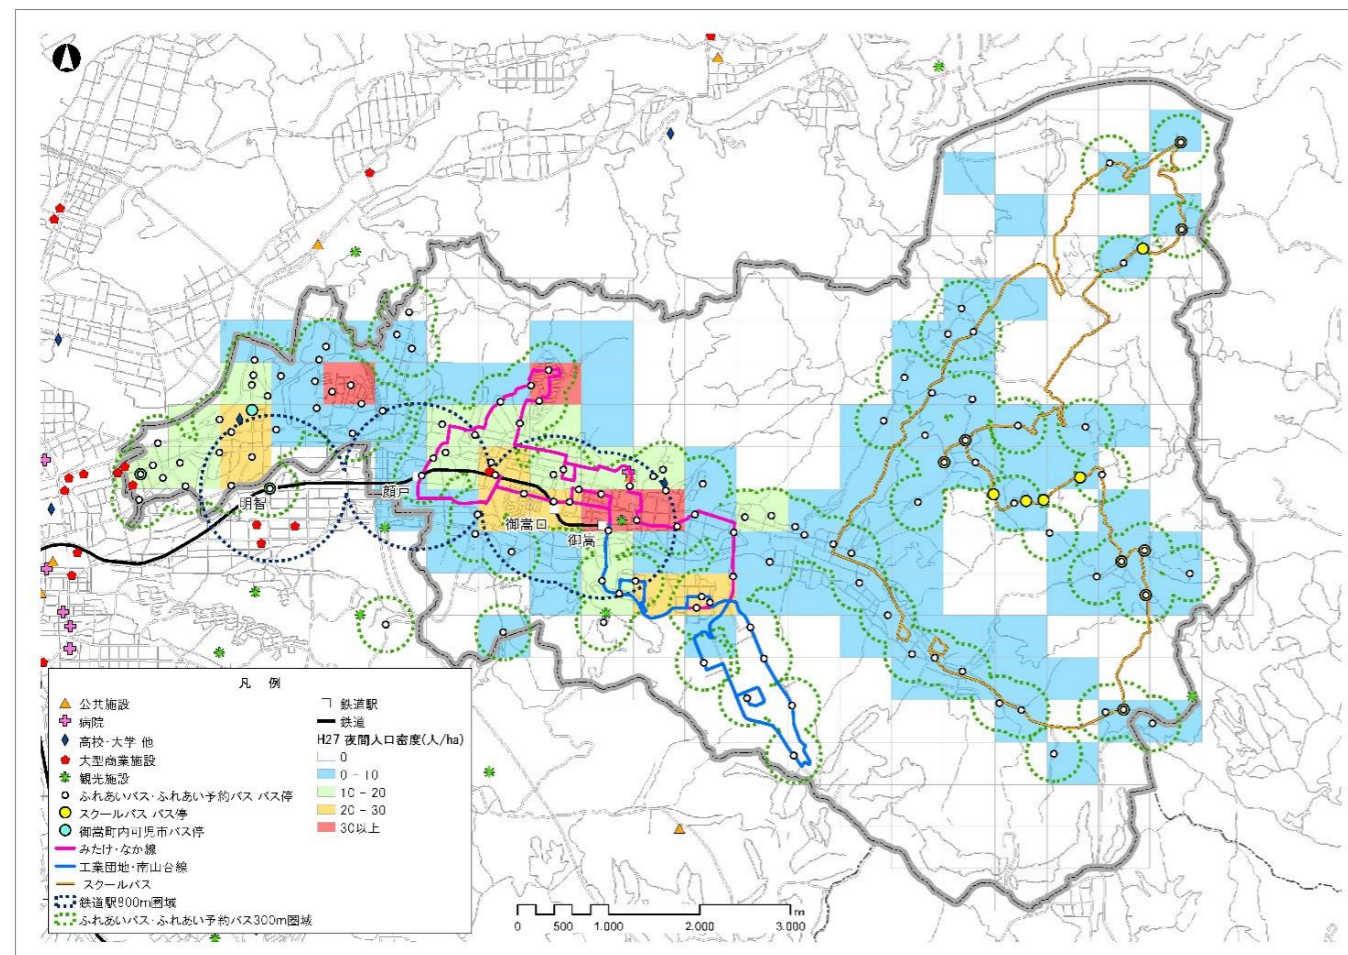 明智
顔戸
御嵩口
御嵩
凡 例
公共施設
病院
高校・大学 他
大型商業施設
観光施設
ふれあいバス・ふれあい予約バス バス停
スクールバス バス停
御嵩町内可児市バス停
みたけ・なか線
工業団地・南山台線
スクールバス
鉄道駅800m圏域
ふれあいバス・ふれあい予約バス300m圏域
鉄道駅
鉄道
H27 夜間人口密度(人/ha)
0
0 - 10
10 - 20
20 - 30
30以上
0 500 1,000 2,000 3,000 m